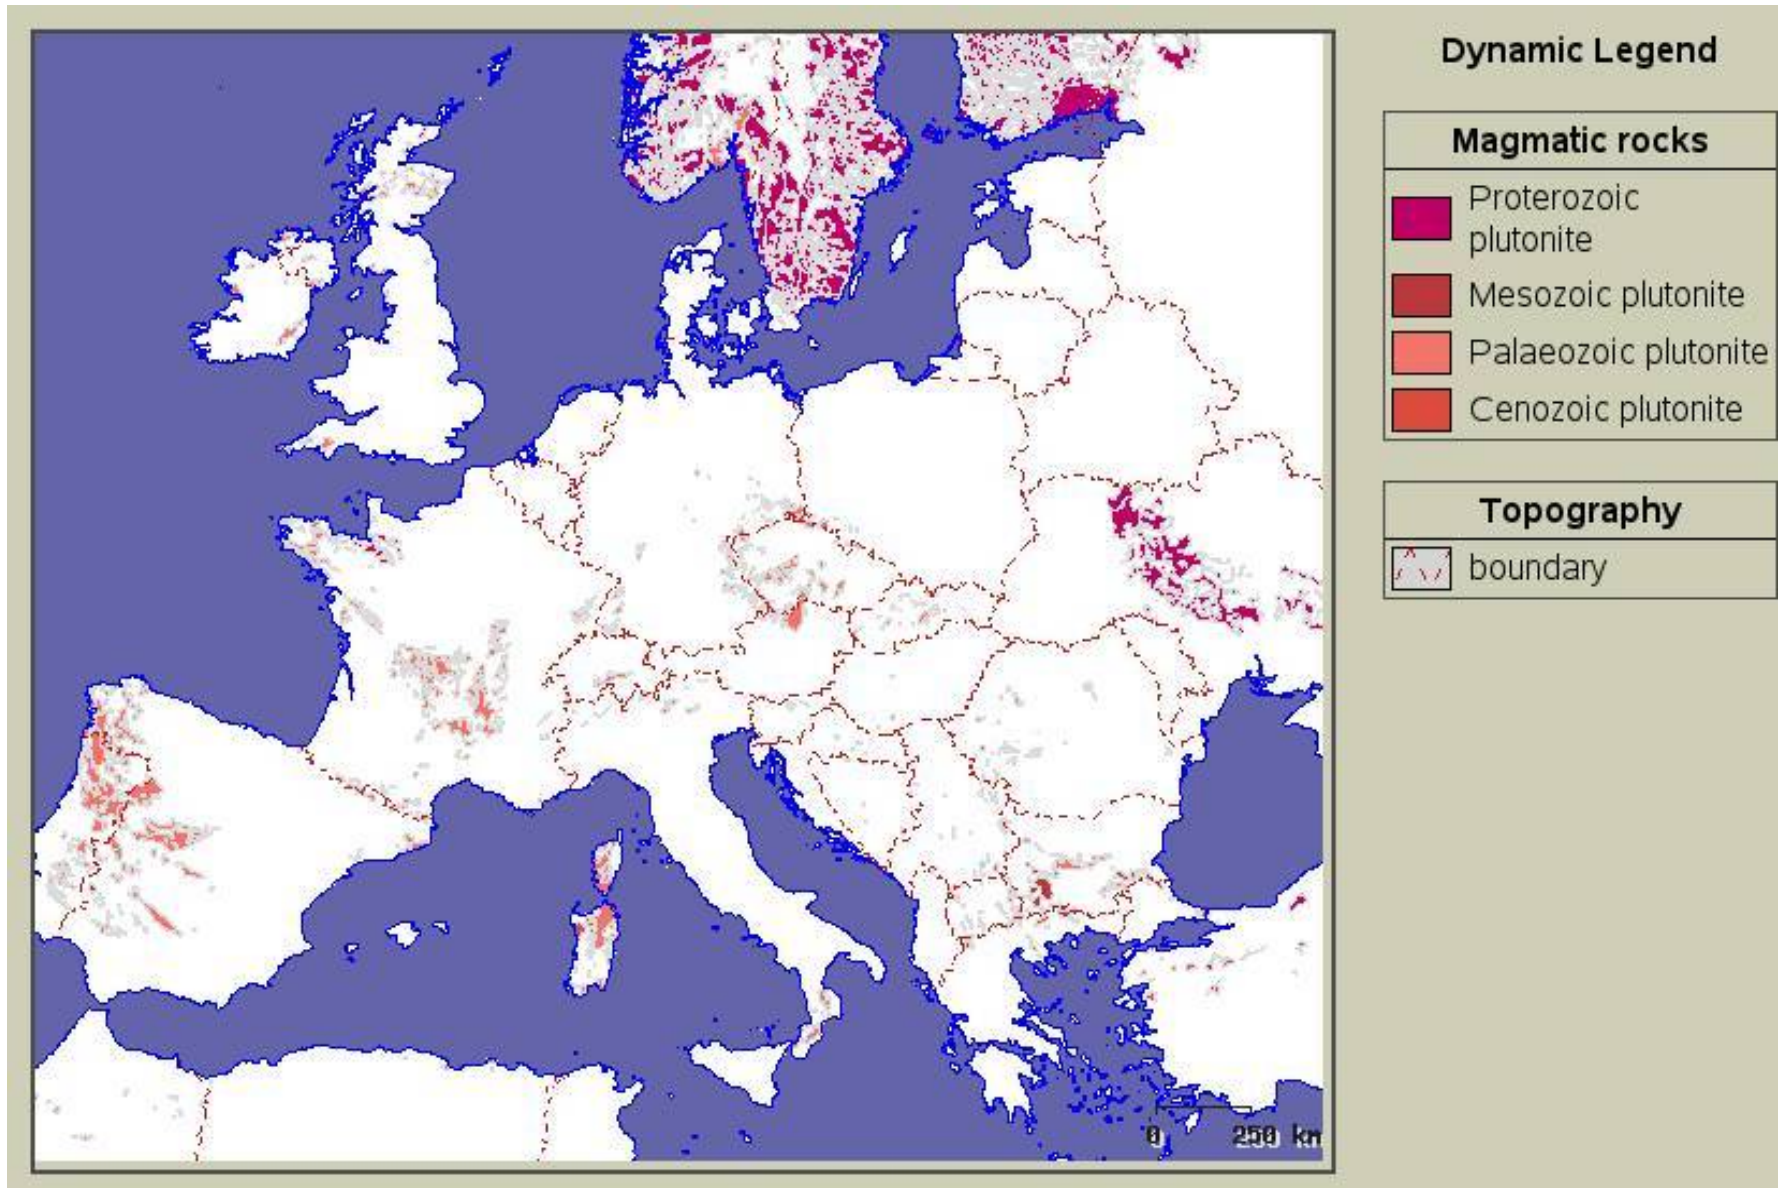 Dynamic Legend
Magmatic rocks
Proterozoic
plutonite
Mesozoic plutonite
Palaeozoic plutonite
Cenozoic plutonite
Topography
boundary
0 250 km